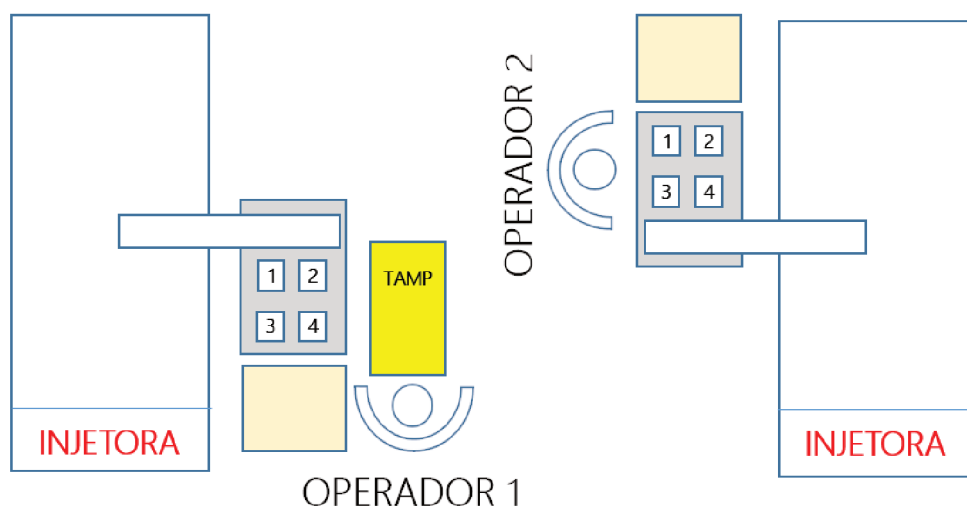 OPERADOR 2
1 2
3 4
TAMP
1 2
3 4
INJETORA
INJETORA
OPERADOR 1